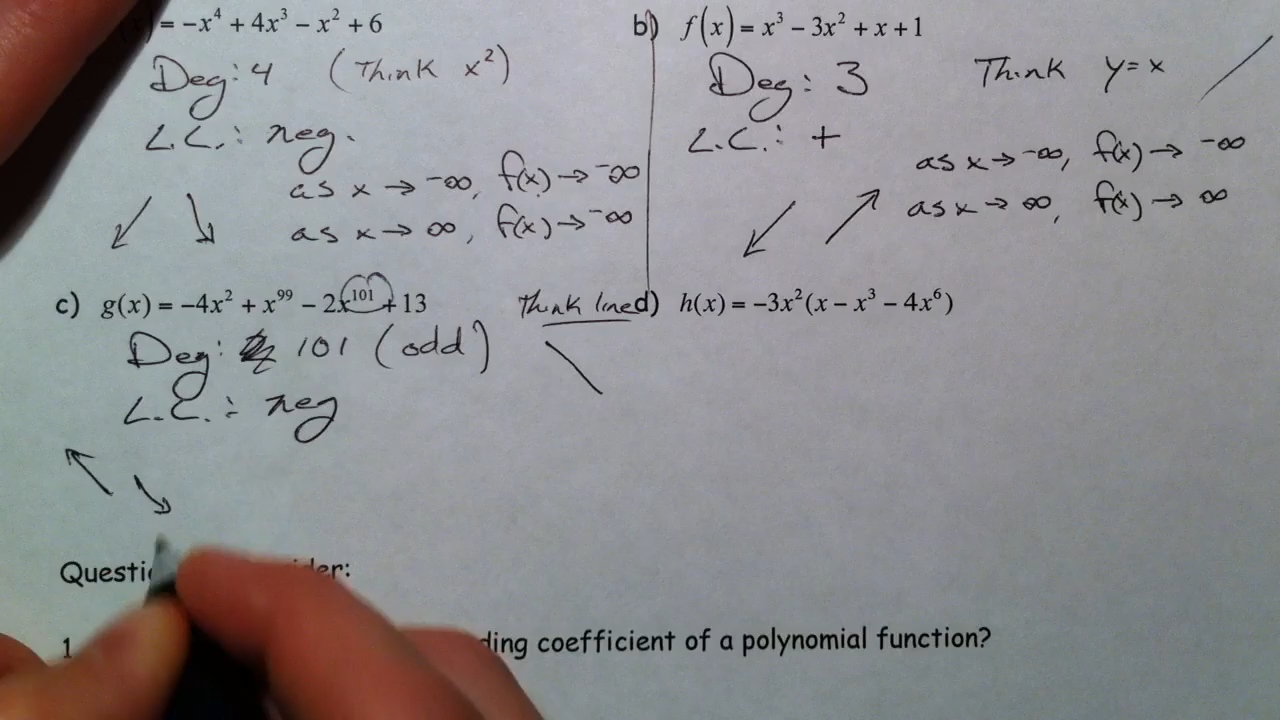 = −x⁴ + 4x³ − x² + 6
Deg: 4 (Think x²)
L.C.: neg.
as x → -∞, f(x) → -∞
as x → ∞, f(x) → -∞
b) f(x) = x³ − 3x² + x + 1
Deg: 3 Think y=x
L.C.: +
as x → -∞, f(x) → -∞
as x → ∞, f(x) → ∞
c) g(x) = −4x² + x⁹⁹ − 2x¹⁰¹ + 13 Think line
Deg: 101 (odd)
L.C.: neg
d) h(x) = −3x²(x − x³ − 4x⁶)
coefficient of a polynomial function?
1